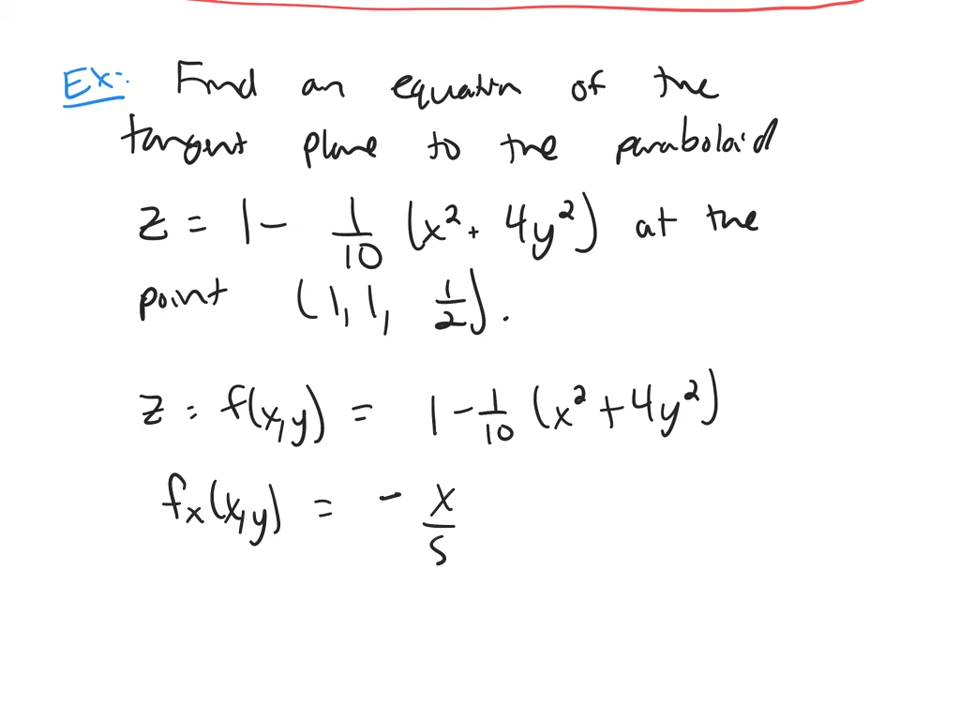 Ex: Find an equation of the
tangent plane to the paraboloid
z = 1 - 1/10 (x² + 4y²) at the
point (1, 1, 1/2).
z = f(x,y) = 1 - 1/10 (x² + 4y²)
fₓ(x,y) = - x/5